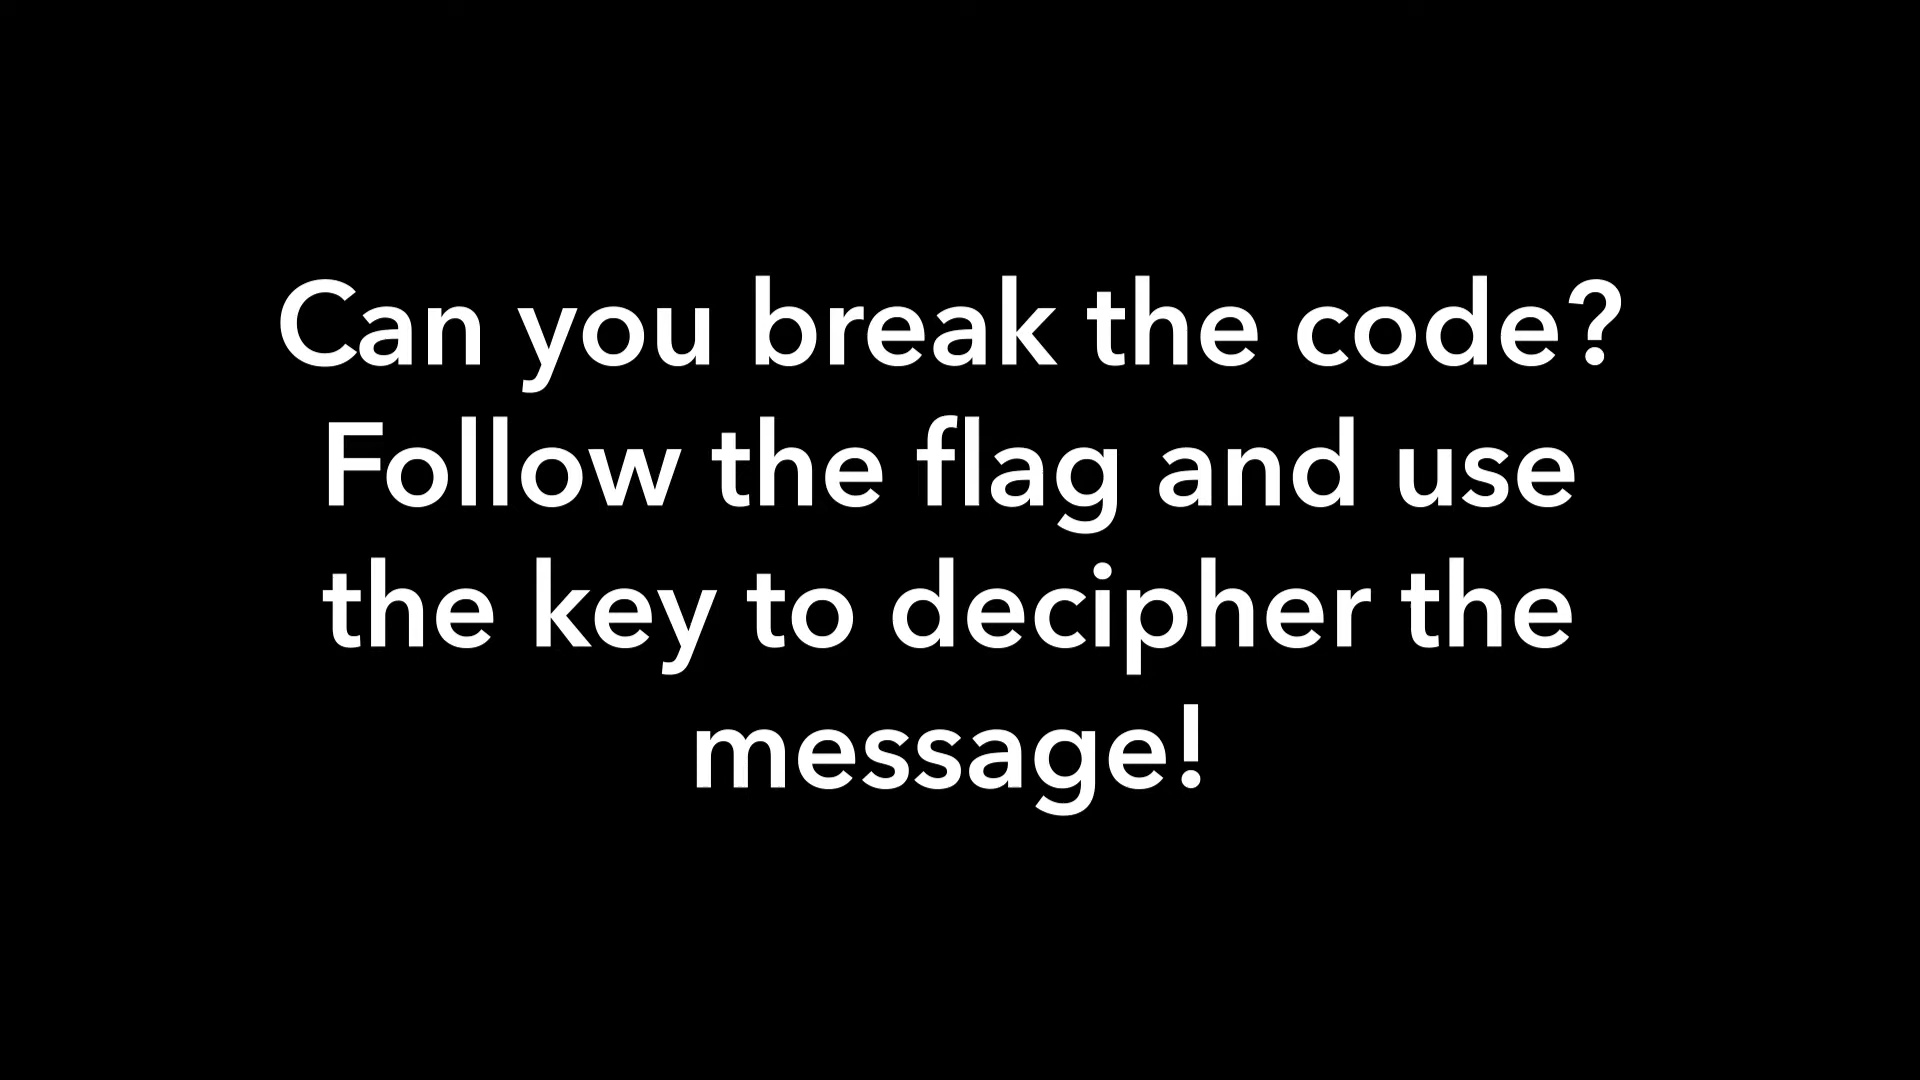 Can you break the code?
Follow the flag and use
the key to decipher the
message!